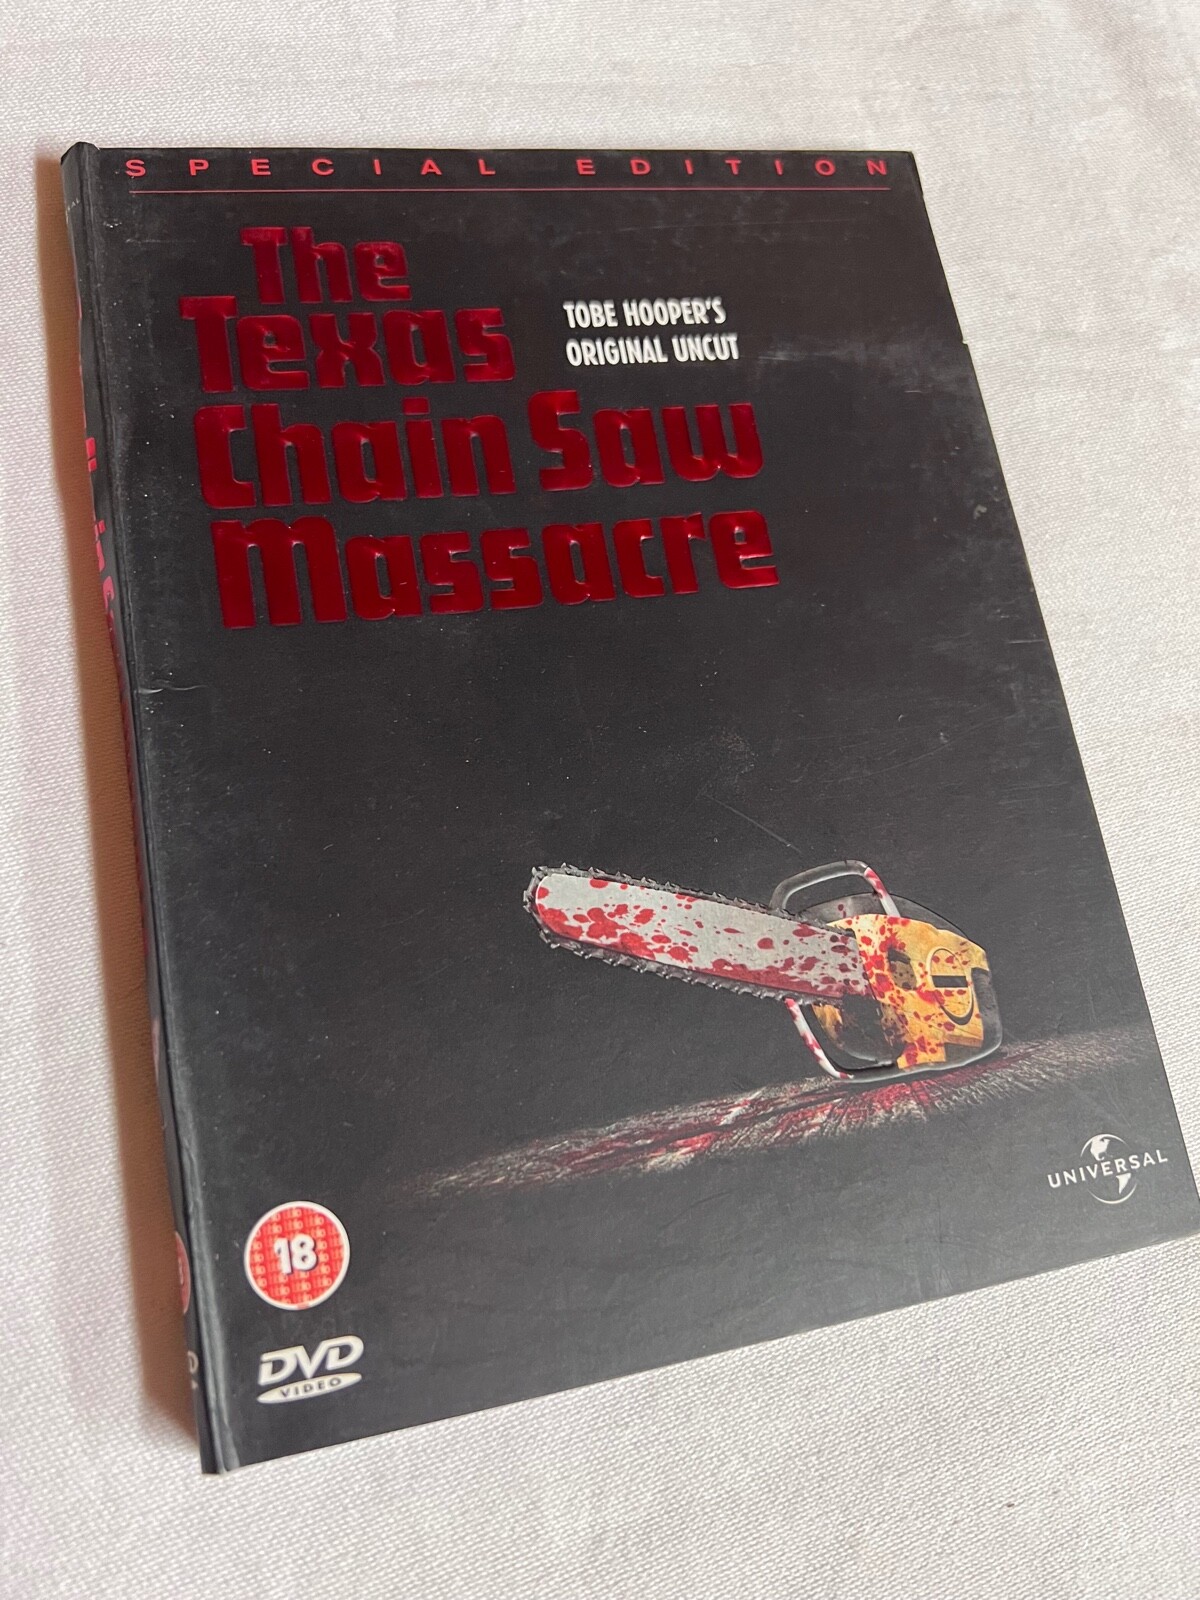 SPECIAL EDITION
The
Texas
Chain Saw
Massacre
TOBE HOOPER'S
ORIGINAL UNCUT
UNIVERSAL
18
DVD
VIDEO